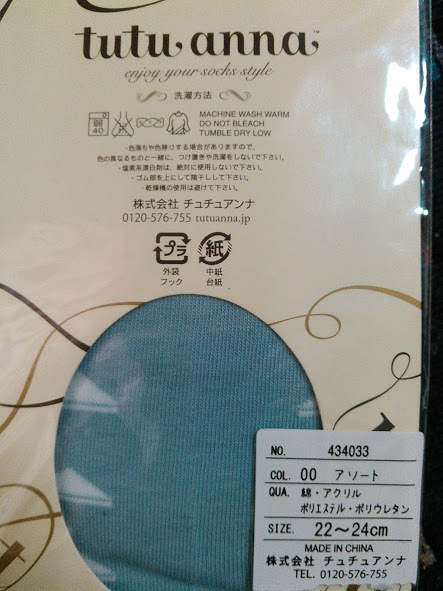 tutu anna™
enjoy your socks style
洗濯方法
40
MACHINE WASH WARM
DO NOT BLEACH
TUMBLE DRY LOW
・色落ちや色移りする場合がありますので、
色の異なるものと一緒に、つけ置きや洗濯をしないで下さい。
・塩素系漂白剤は、絶対に使用しないで下さい。
・ゴム部を上にして陰干しして下さい。
・乾燥機の使用は避けて下さい。
株式会社 チュチュアンナ
0120-576-755 tutuanna.jp
プラ 紙
外袋 中紙
フック 台紙
NO. 434033
COL. 00 アソート
QUA. 綿・アクリル
ポリエステル・ポリウレタン
SIZE. 22～24cm
MADE IN CHINA
株式会社 チュチュアンナ
TEL. 0120-576-755